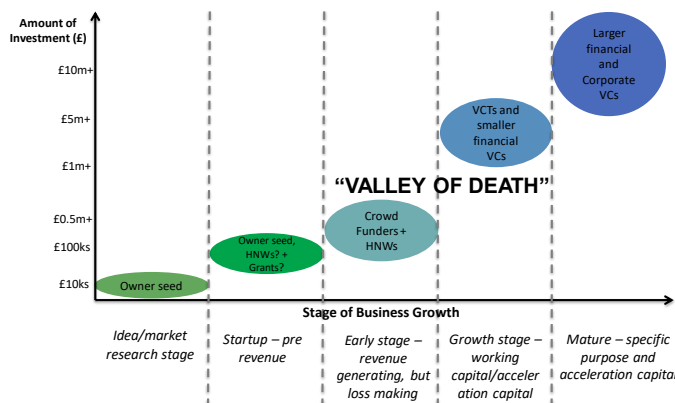 Amount of
Investment (£)
£10m+
£5m+
£1m+
£0.5m+
£100ks
£10ks
Larger
financial
and
Corporate
VCs
VCTs and
smaller
financial
VCs
“VALLEY OF DEATH”
Crowd
Funders +
HNWs
Owner seed,
HNWs? +
Grants?
Owner seed
Stage of Business Growth
Idea/market
research stage
Startup – pre
revenue
Early stage –
revenue
generating, but
loss making
Growth stage –
working
capital/acceler
ation capital
Mature – specific
purpose and
acceleration capital